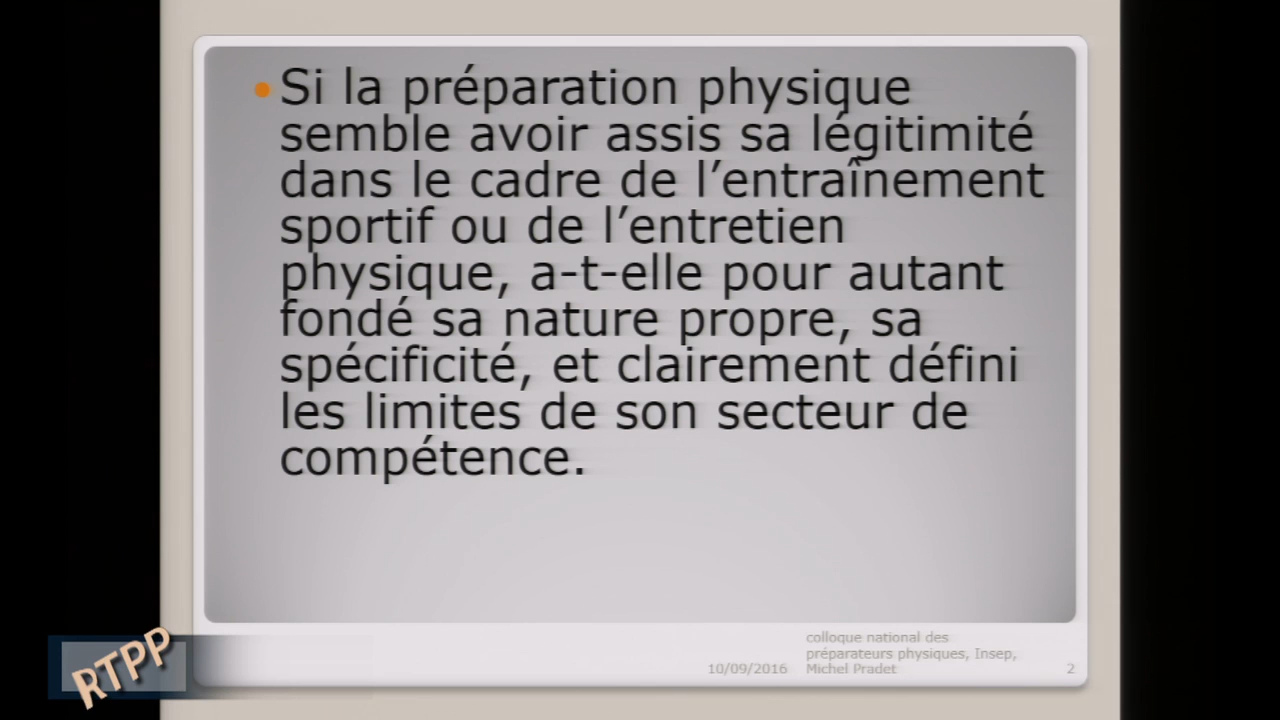 Si la préparation physique
semble avoir assis sa légitimité
dans le cadre de l’entraînement
sportif ou de l’entretien
physique, a-t-elle pour autant
fondé sa nature propre, sa
spécificité, et clairement défini
les limites de son secteur de
compétence.
10/09/2016
colloque national des
préparateurs physiques, Insep,
Michel Pradet
2
RTPP